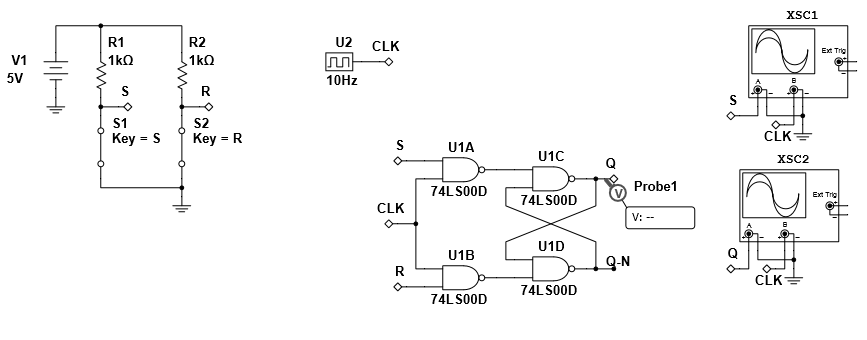 V1
5V
R1
1kΩ
R2
1kΩ
S
R
S1
Key = S
S2
Key = R
U2
10Hz
CLK
S
CLK
R
U1A
74LS00D
U1B
74LS00D
U1C
74LS00D
U1D
74LS00D
Q
Q-N
Probe1
V
V: --
XSC1
Ext Trig
+
−
A
B
+ −
+ −
S
CLK
XSC2
Ext Trig
+
−
A
B
+ −
+ −
Q
CLK